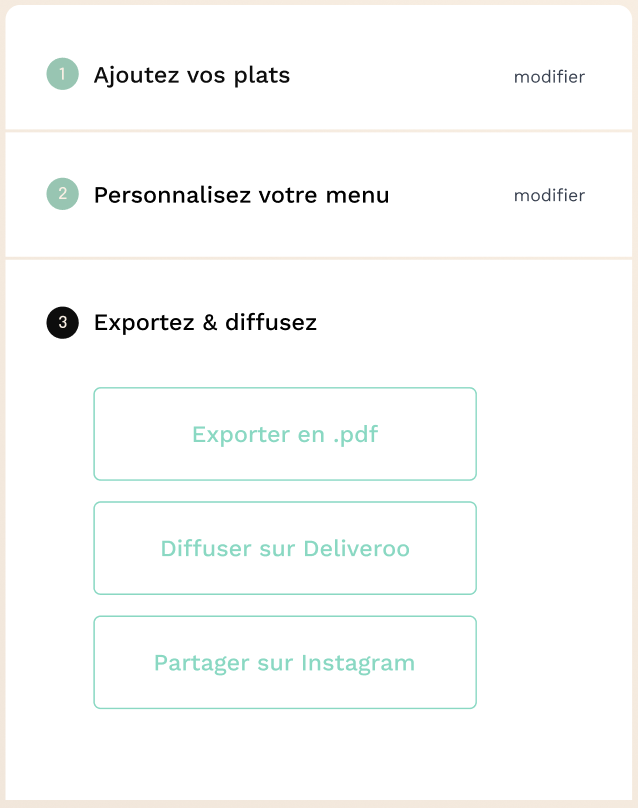 1 Ajoutez vos plats modifier
2 Personnalisez votre menu modifier
3 Exportez & diffusez
Exporter en .pdf
Diffuser sur Deliveroo
Partager sur Instagram